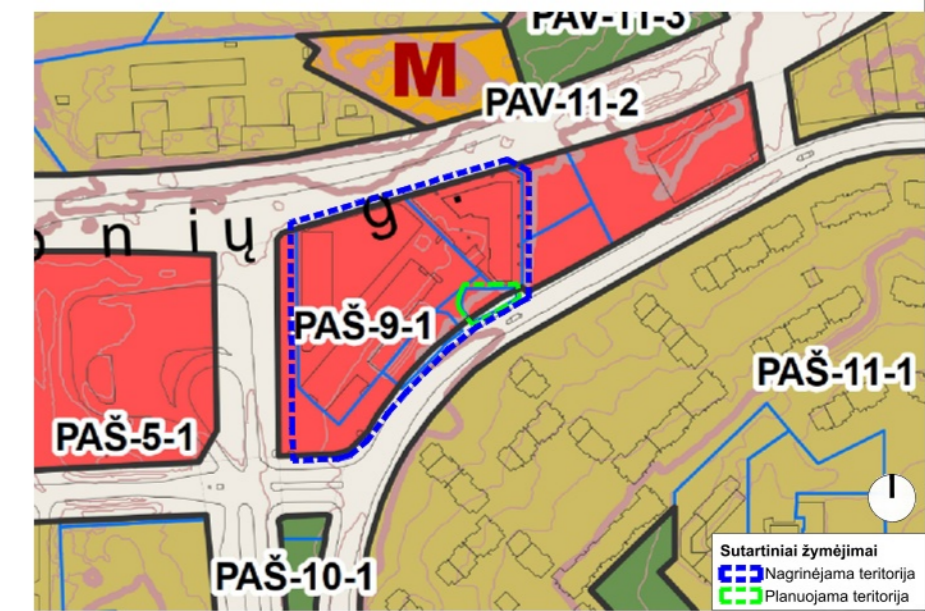 PAV-11-3
M
PAV-11-2
o n i ų g .
PAŠ-9-1
PAŠ-11-1
PAŠ-5-1
PAŠ-10-1
Sutartiniai žymėjimai
Nagrinėjama teritorija
Planuojama teritorija